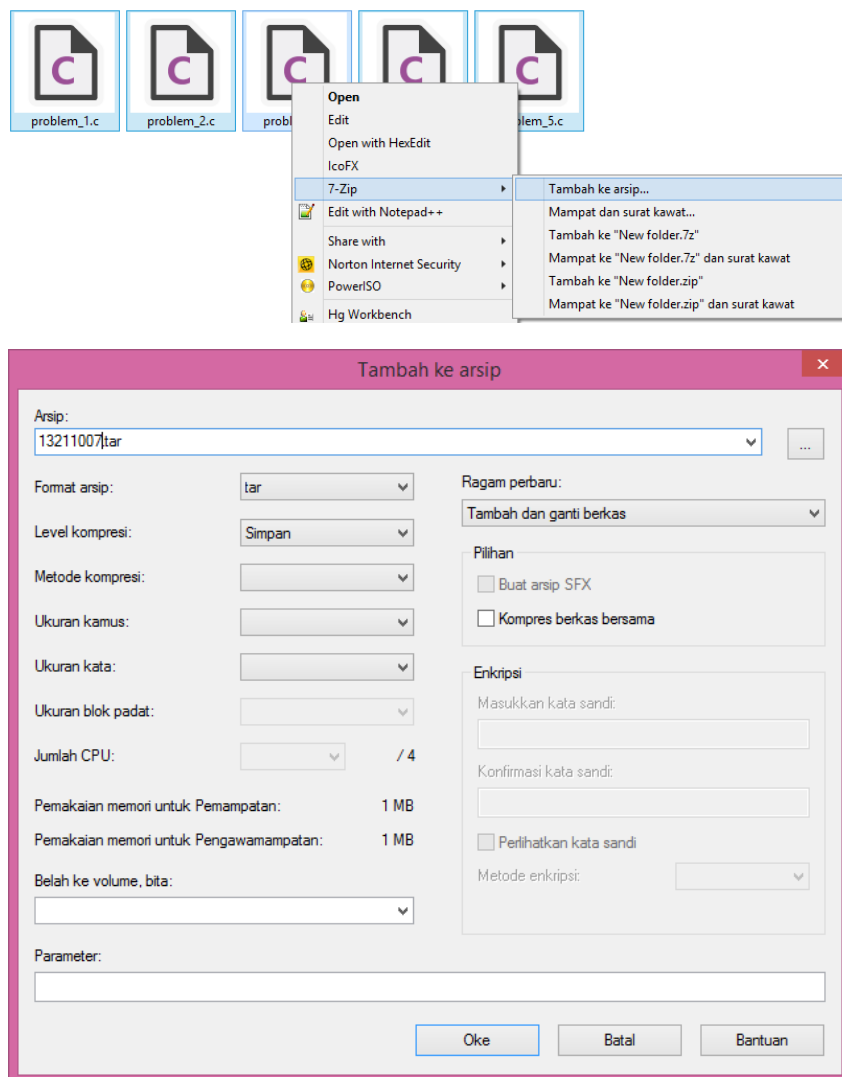 problem_1.c
problem_2.c
probl
lem_5.c
Open
Edit
Open with HexEdit
IcoFX
7-Zip
Edit with Notepad++
Share with
Norton Internet Security
PowerISO
Hg Workbench
Tambah ke arsip...
Mampat dan surat kawat...
Tambah ke "New folder.7z"
Mampat ke "New folder.7z" dan surat kawat
Tambah ke "New folder.zip"
Mampat ke "New folder.zip" dan surat kawat
Tambah ke arsip
Arsip:
13211007.tar
...
Format arsip: tar
Level kompresi: Simpan
Metode kompresi:
Ukuran kamus:
Ukuran kata:
Ukuran blok padat:
Jumlah CPU: / 4
Pemakaian memori untuk Pemampatan: 1 MB
Pemakaian memori untuk Pengawamampatan: 1 MB
Belah ke volume, bita:
Ragam perbaru:
Tambah dan ganti berkas
Pilihan
Buat arsip SFX
Kompres berkas bersama
Enkripsi
Masukkan kata sandi:
Konfirmasi kata sandi:
Perlihatkan kata sandi
Metode enkripsi:
Parameter:
Oke
Batal
Bantuan